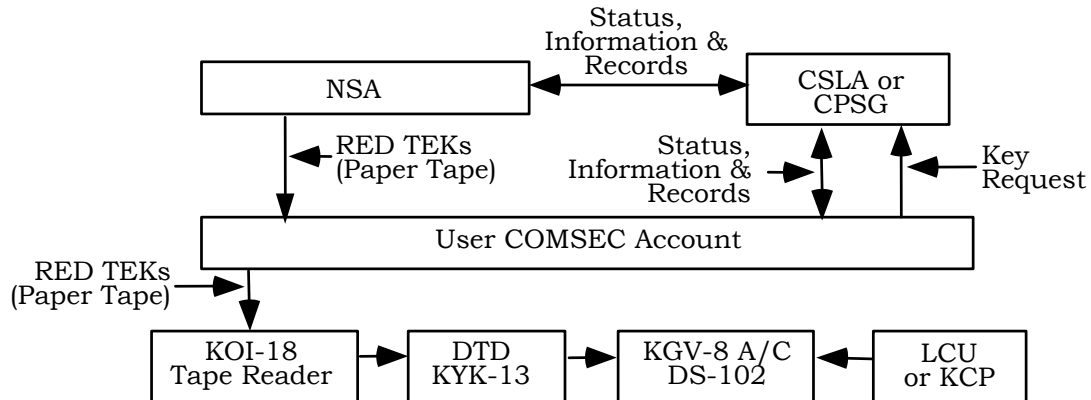 Status,
Information &
Records
NSA
CSLA or
CPSG
RED TEKs
(Paper Tape)
Status,
Information &
Records
Key
Request
User COMSEC Account
RED TEKs
(Paper Tape)
KOI-18
Tape Reader
DTD
KYK-13
KGV-8 A/C
DS-102
LCU
or KCP